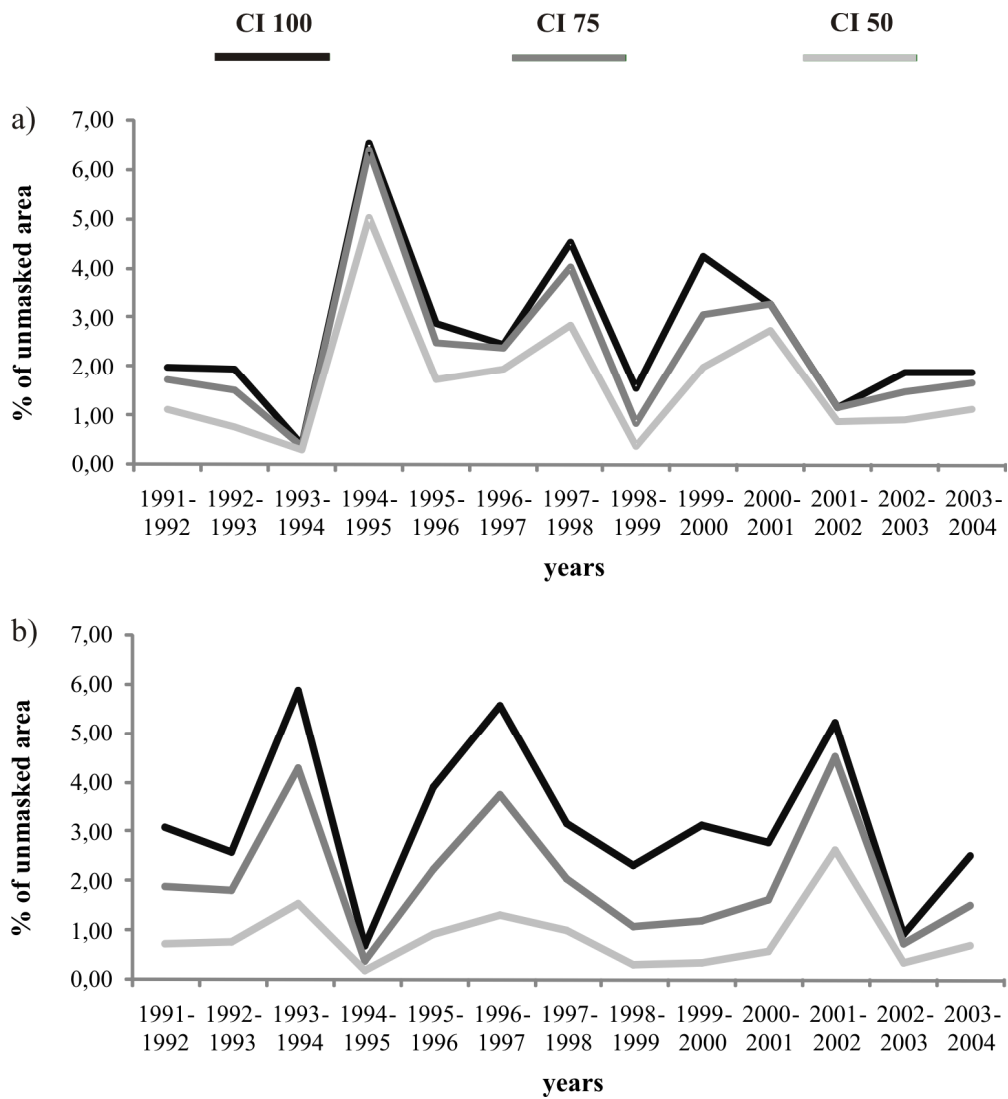 CI 100 CI 75 CI 50
a)
% of unmasked area
7,00
6,00
5,00
4,00
3,00
2,00
1,00
0,00
1991- 1992- 1993- 1994- 1995- 1996- 1997- 1998- 1999- 2000- 2001- 2002- 2003-
1992 1993 1994 1995 1996 1997 1998 1999 2000 2001 2002 2003 2004
years
b)
% of unmasked area
7,00
6,00
5,00
4,00
3,00
2,00
1,00
0,00
1991- 1992- 1993- 1994- 1995- 1996- 1997- 1998- 1999- 2000- 2001- 2002- 2003-
1992 1993 1994 1995 1996 1997 1998 1999 2000 2001 2002 2003 2004
years